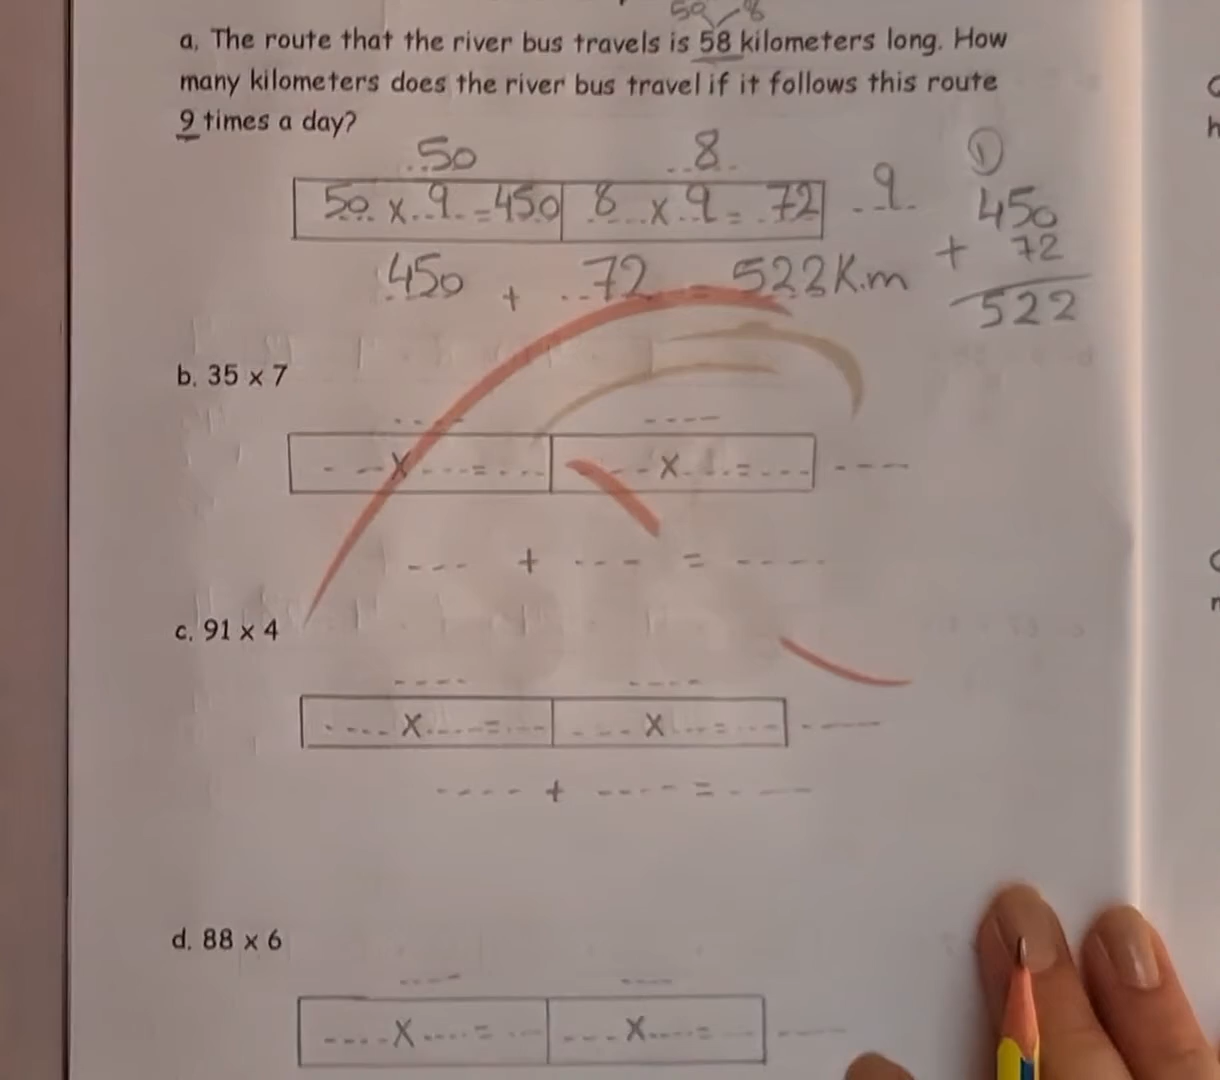 50 8
a. The route that the river bus travels is 58 kilometers long. How
many kilometers does the river bus travel if it follows this route
9 times a day?
50 8
50 x 9 = 450 8 x 9 = 72 9
450 + 72 = 522 K.m
1
450
+ 72
522
b. 35 x 7
x = x =
+ =
c. 91 x 4
x = x =
+ =
d. 88 x 6
x = x =